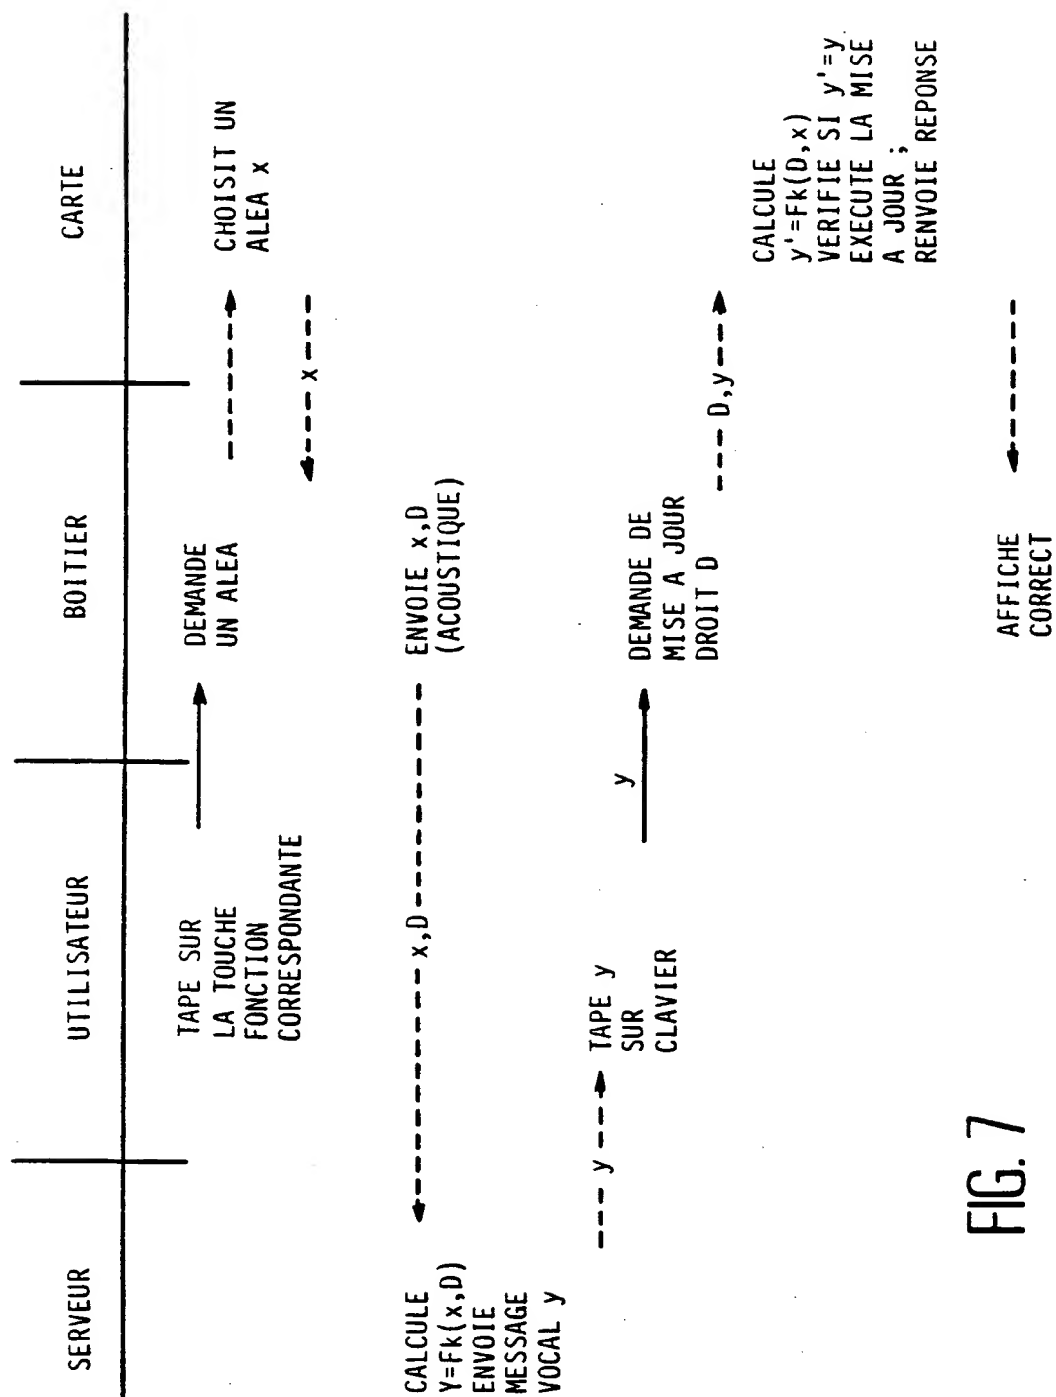 SERVEUR
UTILISATEUR
BOITIER
CARTE
TAPE SUR
LA TOUCHE
FONCTION
CORRESPONDANTE
DEMANDE
UN ALEA
CHOISIT UN
ALEA x
x
ENVOIE x,D
(ACOUSTIQUE)
x,D
CALCULE
Y=Fk(x,D)
ENVOIE
MESSAGE
VOCAL y
y
TAPE y
SUR
CLAVIER
y
DEMANDE DE
MISE A JOUR
DROIT D
D,y
CALCULE
y'=Fk(D,x)
VERIFIE SI y'=y
EXECUTE LA MISE
A JOUR ;
RENVOIE REPONSE
AFFICHE
CORRECT
FIG. 7